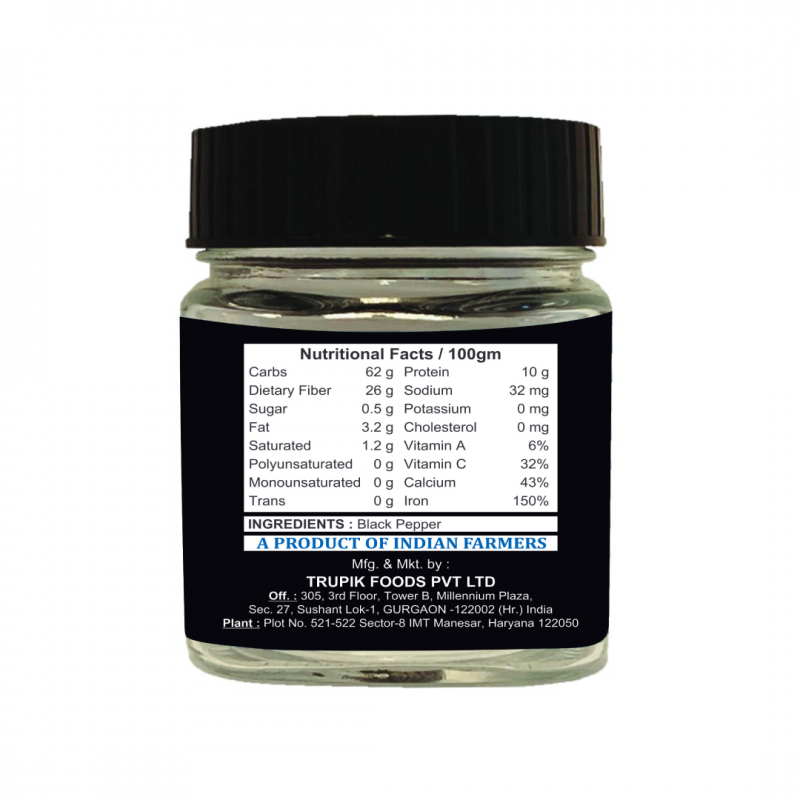 Nutritional Facts / 100gm
Carbs 62 g Protein 10 g
Dietary Fiber 26 g Sodium 32 mg
Sugar 0.5 g Potassium 0 mg
Fat 3.2 g Cholesterol 0 mg
Saturated 1.2 g Vitamin A 6%
Polyunsaturated 0 g Vitamin C 32%
Monounsaturated 0 g Calcium 43%
Trans 0 g Iron 150%
INGREDIENTS : Black Pepper
A PRODUCT OF INDIAN FARMERS
Mfg. & Mkt. by :
TRUPIK FOODS PVT LTD
Off. : 305, 3rd Floor, Tower B, Millennium Plaza,
Sec. 27, Sushant Lok-1, GURGAON -122002 (Hr.) India
Plant : Plot No. 521-522 Sector-8 IMT Manesar, Haryana 122050